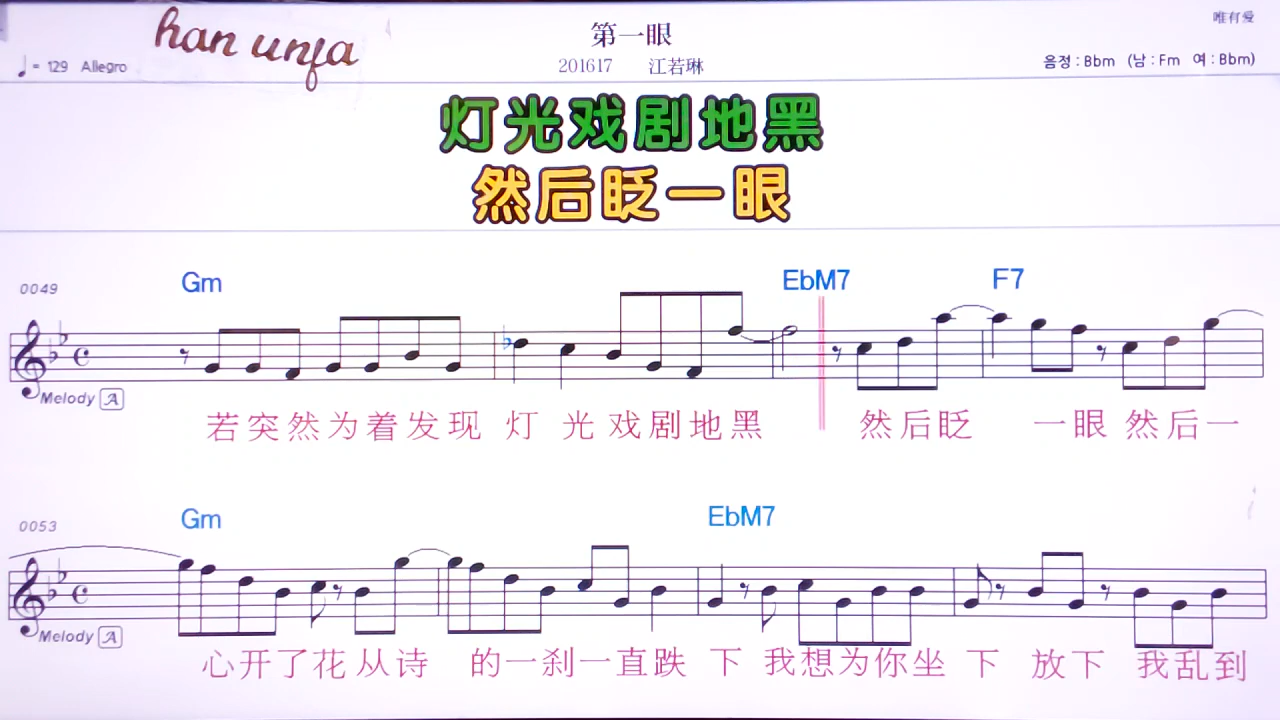 唯有爱
han unfa
第一眼
♩= 129 Allegro
201617 江若琳
음정 : Bbm (남 : Fm 여 : Bbm)
灯光戏剧地黑
然后眨一眼
0049
Gm EbM7 F7
Melody A
若突然为着发现 灯 光 戏剧地黑 然后眨 一眼 然后一
0053
Gm EbM7
Melody A
心开了花从诗 的一刹一直跌 下 我想为你坐 下 放下 我乱到